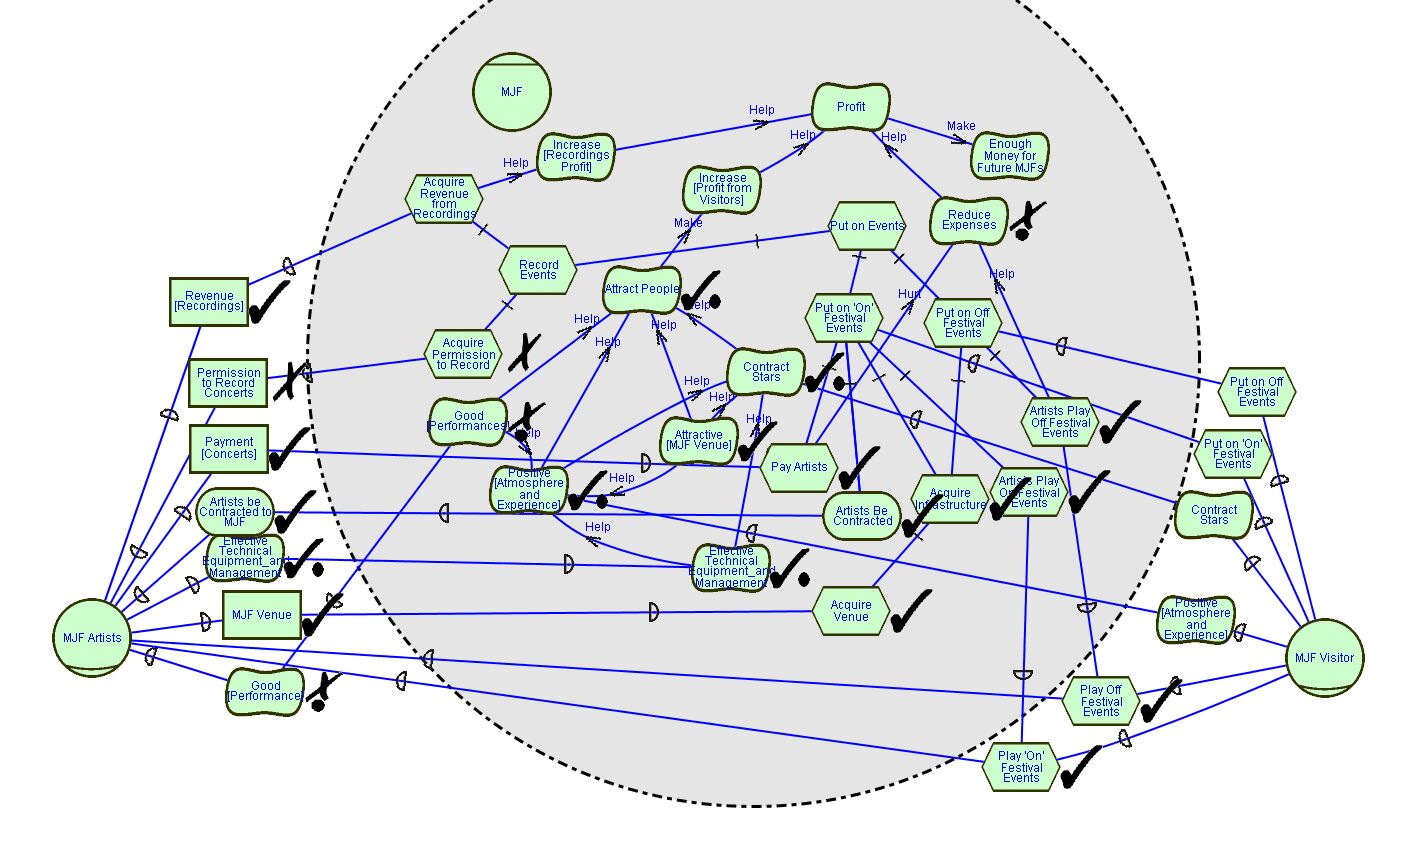 MJF
Profit
Help
Help
Help
Make
Enough
Money for
Future MJFs
Increase
[Recordings
Profit]
Help
Acquire
Revenue
from
Recordings
Increase
[Profit from
Visitors]
Make
Put on Events
Reduce
Expenses
Record
Events
Attract People
Help
Hurt
Help
Revenue
[Recordings]
Put on 'On'
Festival
Events
Put on Off
Festival
Events
Help
Help
Help
Acquire
Permission
to Record
Permission
to Record
Concerts
Contract
Stars
Help
Help
Help
Put on Off
Festival
Events
Good
[Performances]
Help
Artists Play
Off Festival
Events
Payment
[Concerts]
Attractive
[MJF Venue]
Put on 'On'
Festival
Events
Pay Artists
Positive
[Atmosphere
and
Experience]
Help
Acquire
Infrastructure
Artists Play
On Festival
Events
Artists be
Contracted to
MJF
Artists Be
Contracted
Contract
Stars
Help
Effective
Technical
Equipment_and
Management
Effective
Technical
Equipment_and
Management
MJF Venue
Acquire
Venue
Positive
[Atmosphere
and
Experience]
MJF Artists
MJF Visitor
Good
[Performance]
Play Off
Festival
Events
Play 'On'
Festival
Events